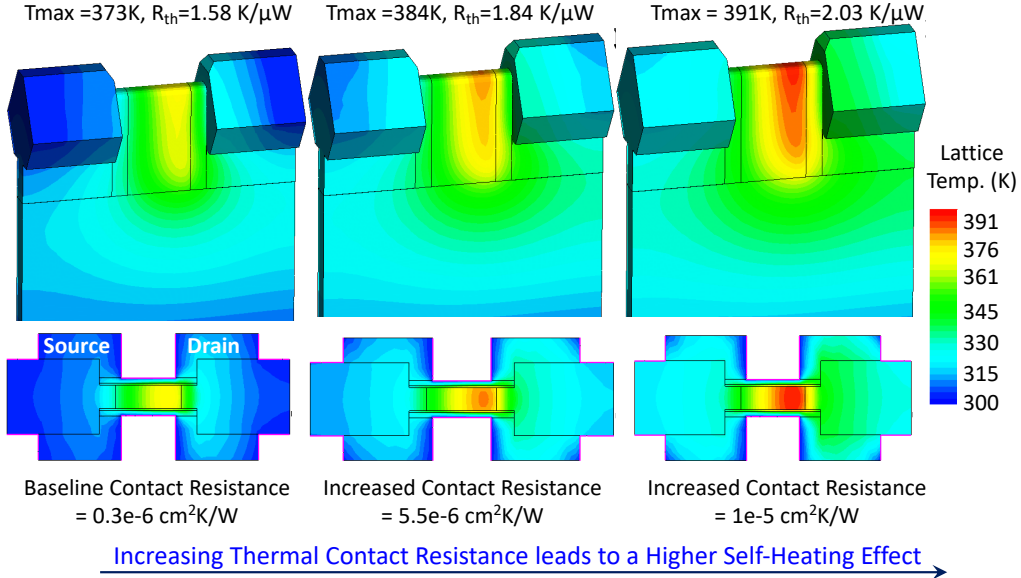 Tmax =373K, Rth=1.58 K/µW
Tmax =384K, Rth=1.84 K/µW
Tmax =391K, Rth=2.03 K/µW
Lattice
Temp. (K)
391
376
361
345
330
315
300
Source
Drain
Baseline Contact Resistance
= 0.3e-6 cm²K/W
Increased Contact Resistance
= 5.5e-6 cm²K/W
Increased Contact Resistance
= 1e-5 cm²K/W
Increasing Thermal Contact Resistance leads to a Higher Self-Heating Effect